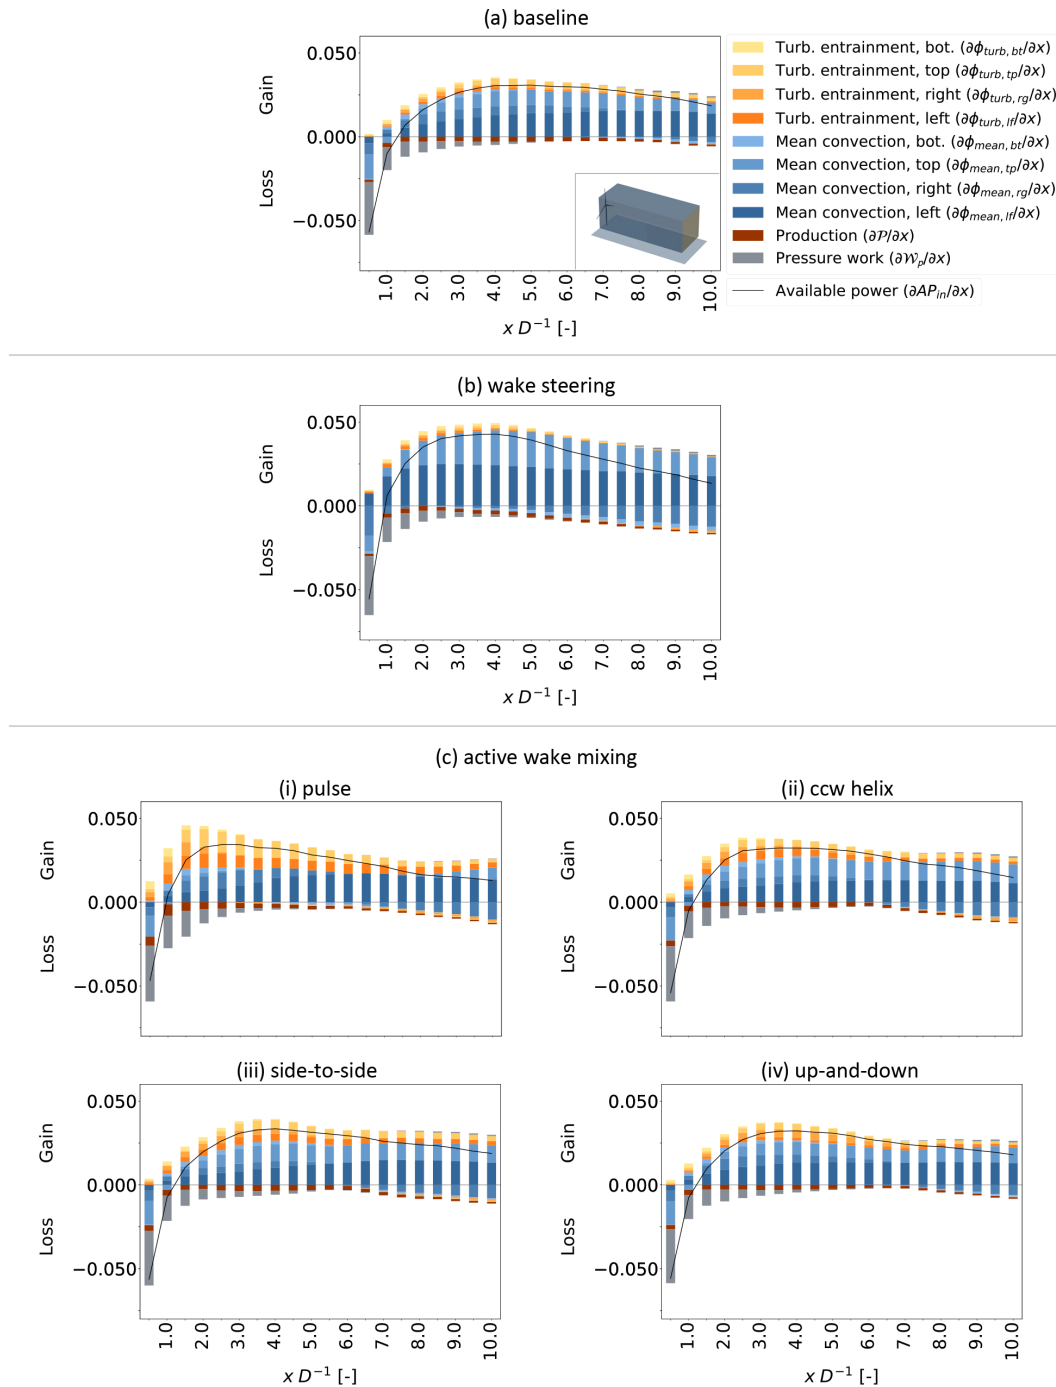 (a) baseline
Gain
Loss
0.050
0.000
−0.050
1.0 2.0 3.0 4.0 5.0 6.0 7.0 8.0 9.0 10.0
x D⁻¹ [-]
Turb. entrainment, bot. (∂ϕturb, bt/∂x)
Turb. entrainment, top (∂ϕturb, tp/∂x)
Turb. entrainment, right (∂ϕturb, rg/∂x)
Turb. entrainment, left (∂ϕturb, lf/∂x)
Mean convection, bot. (∂ϕmean, bt/∂x)
Mean convection, top (∂ϕmean, tp/∂x)
Mean convection, right (∂ϕmean, rg/∂x)
Mean convection, left (∂ϕmean, lf/∂x)
Production (∂𝒫/∂x)
Pressure work (∂𝒲p/∂x)
Available power (∂APin/∂x)
(b) wake steering
Gain
Loss
0.050
0.000
−0.050
1.0 2.0 3.0 4.0 5.0 6.0 7.0 8.0 9.0 10.0
x D⁻¹ [-]
(c) active wake mixing
(i) pulse
Gain
Loss
0.050
0.000
−0.050
(ii) ccw helix
Gain
Loss
0.050
0.000
−0.050
(iii) side-to-side
Gain
Loss
0.050
0.000
−0.050
1.0 2.0 3.0 4.0 5.0 6.0 7.0 8.0 9.0 10.0
x D⁻¹ [-]
(iv) up-and-down
Gain
Loss
0.050
0.000
−0.050
1.0 2.0 3.0 4.0 5.0 6.0 7.0 8.0 9.0 10.0
x D⁻¹ [-]